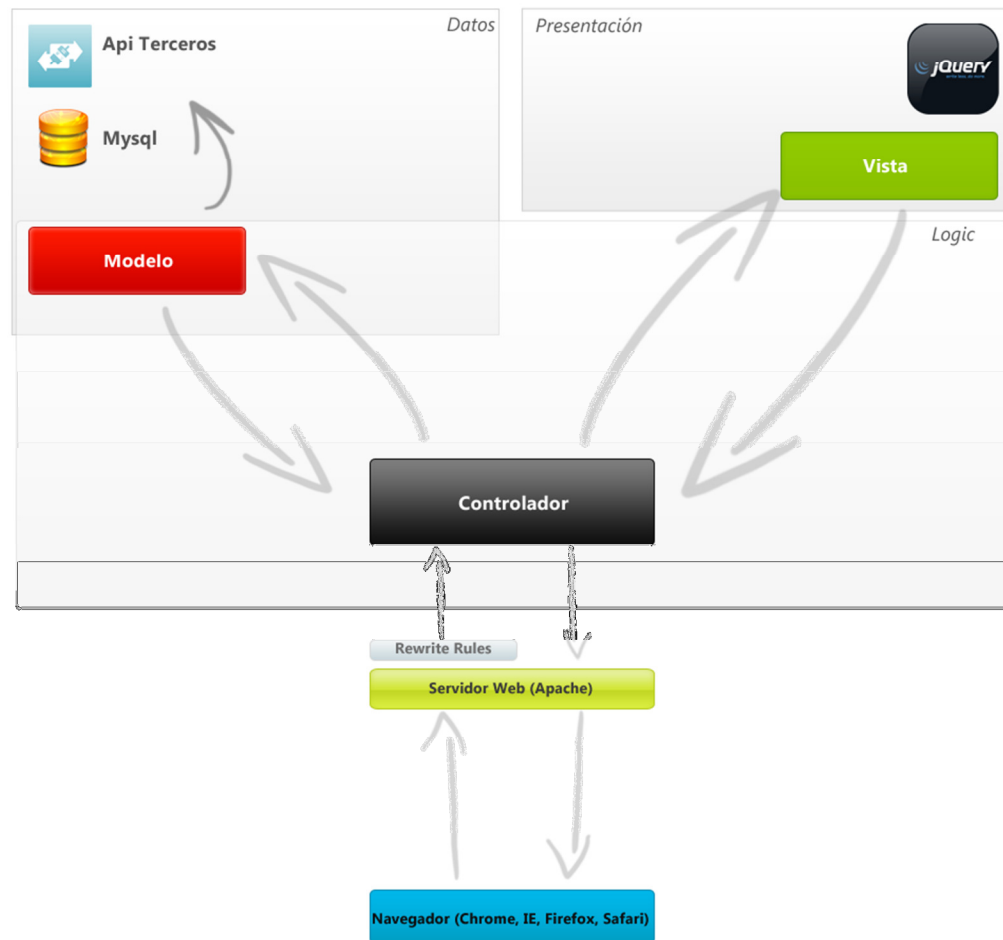 Datos
Api Terceros
Mysql
Presentación
jQuery
Vista
Logic
Modelo
Controlador
Rewrite Rules
Servidor Web (Apache)
Navegador (Chrome, IE, Firefox, Safari)